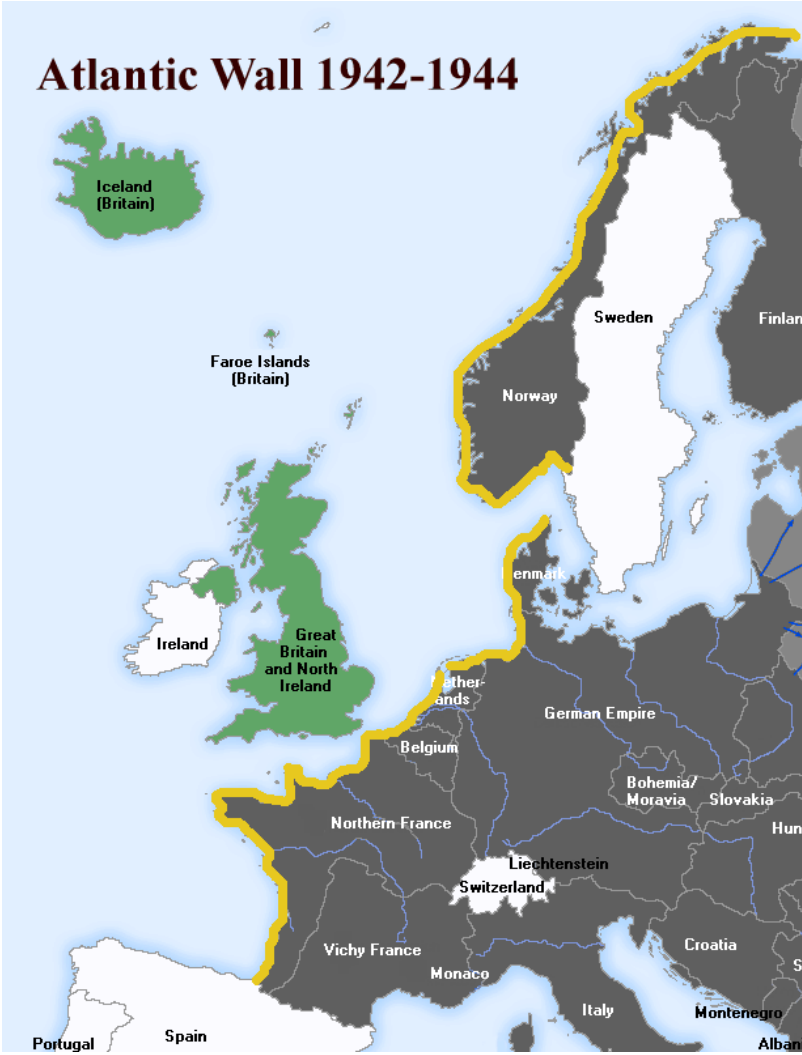 Atlantic Wall 1942-1944
Iceland
(Britain)
Sweden
Finlan
Faroe Islands
(Britain)
Norway
Denmark
Ireland
Great
Britain
and North
Ireland
Nether-
lands
German Empire
Belgium
Bohemia/
Moravia
Slovakia
Northern France
Hun
Liechtenstein
Switzerland
Vichy France
Croatia
Monaco
S
Italy
Montenegro
Spain
Portugal
Alban